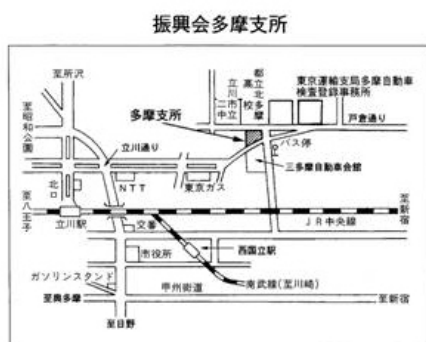 振興会多摩支所
至所沢
都立北多摩高校
立川市立二中
東京運輸支局多摩自動車
検査登録事務所
至昭和公園
多摩支所
戸倉通り
バス停
立川通り
三多摩自動車会館
北口
NTT
東京ガス
至八王子
至新宿
立川駅
JR中央線
交番
市役所
西国立駅
ガソリンスタンド
甲州街道
南武線(至川崎)
至奥多摩
至新宿
至日野